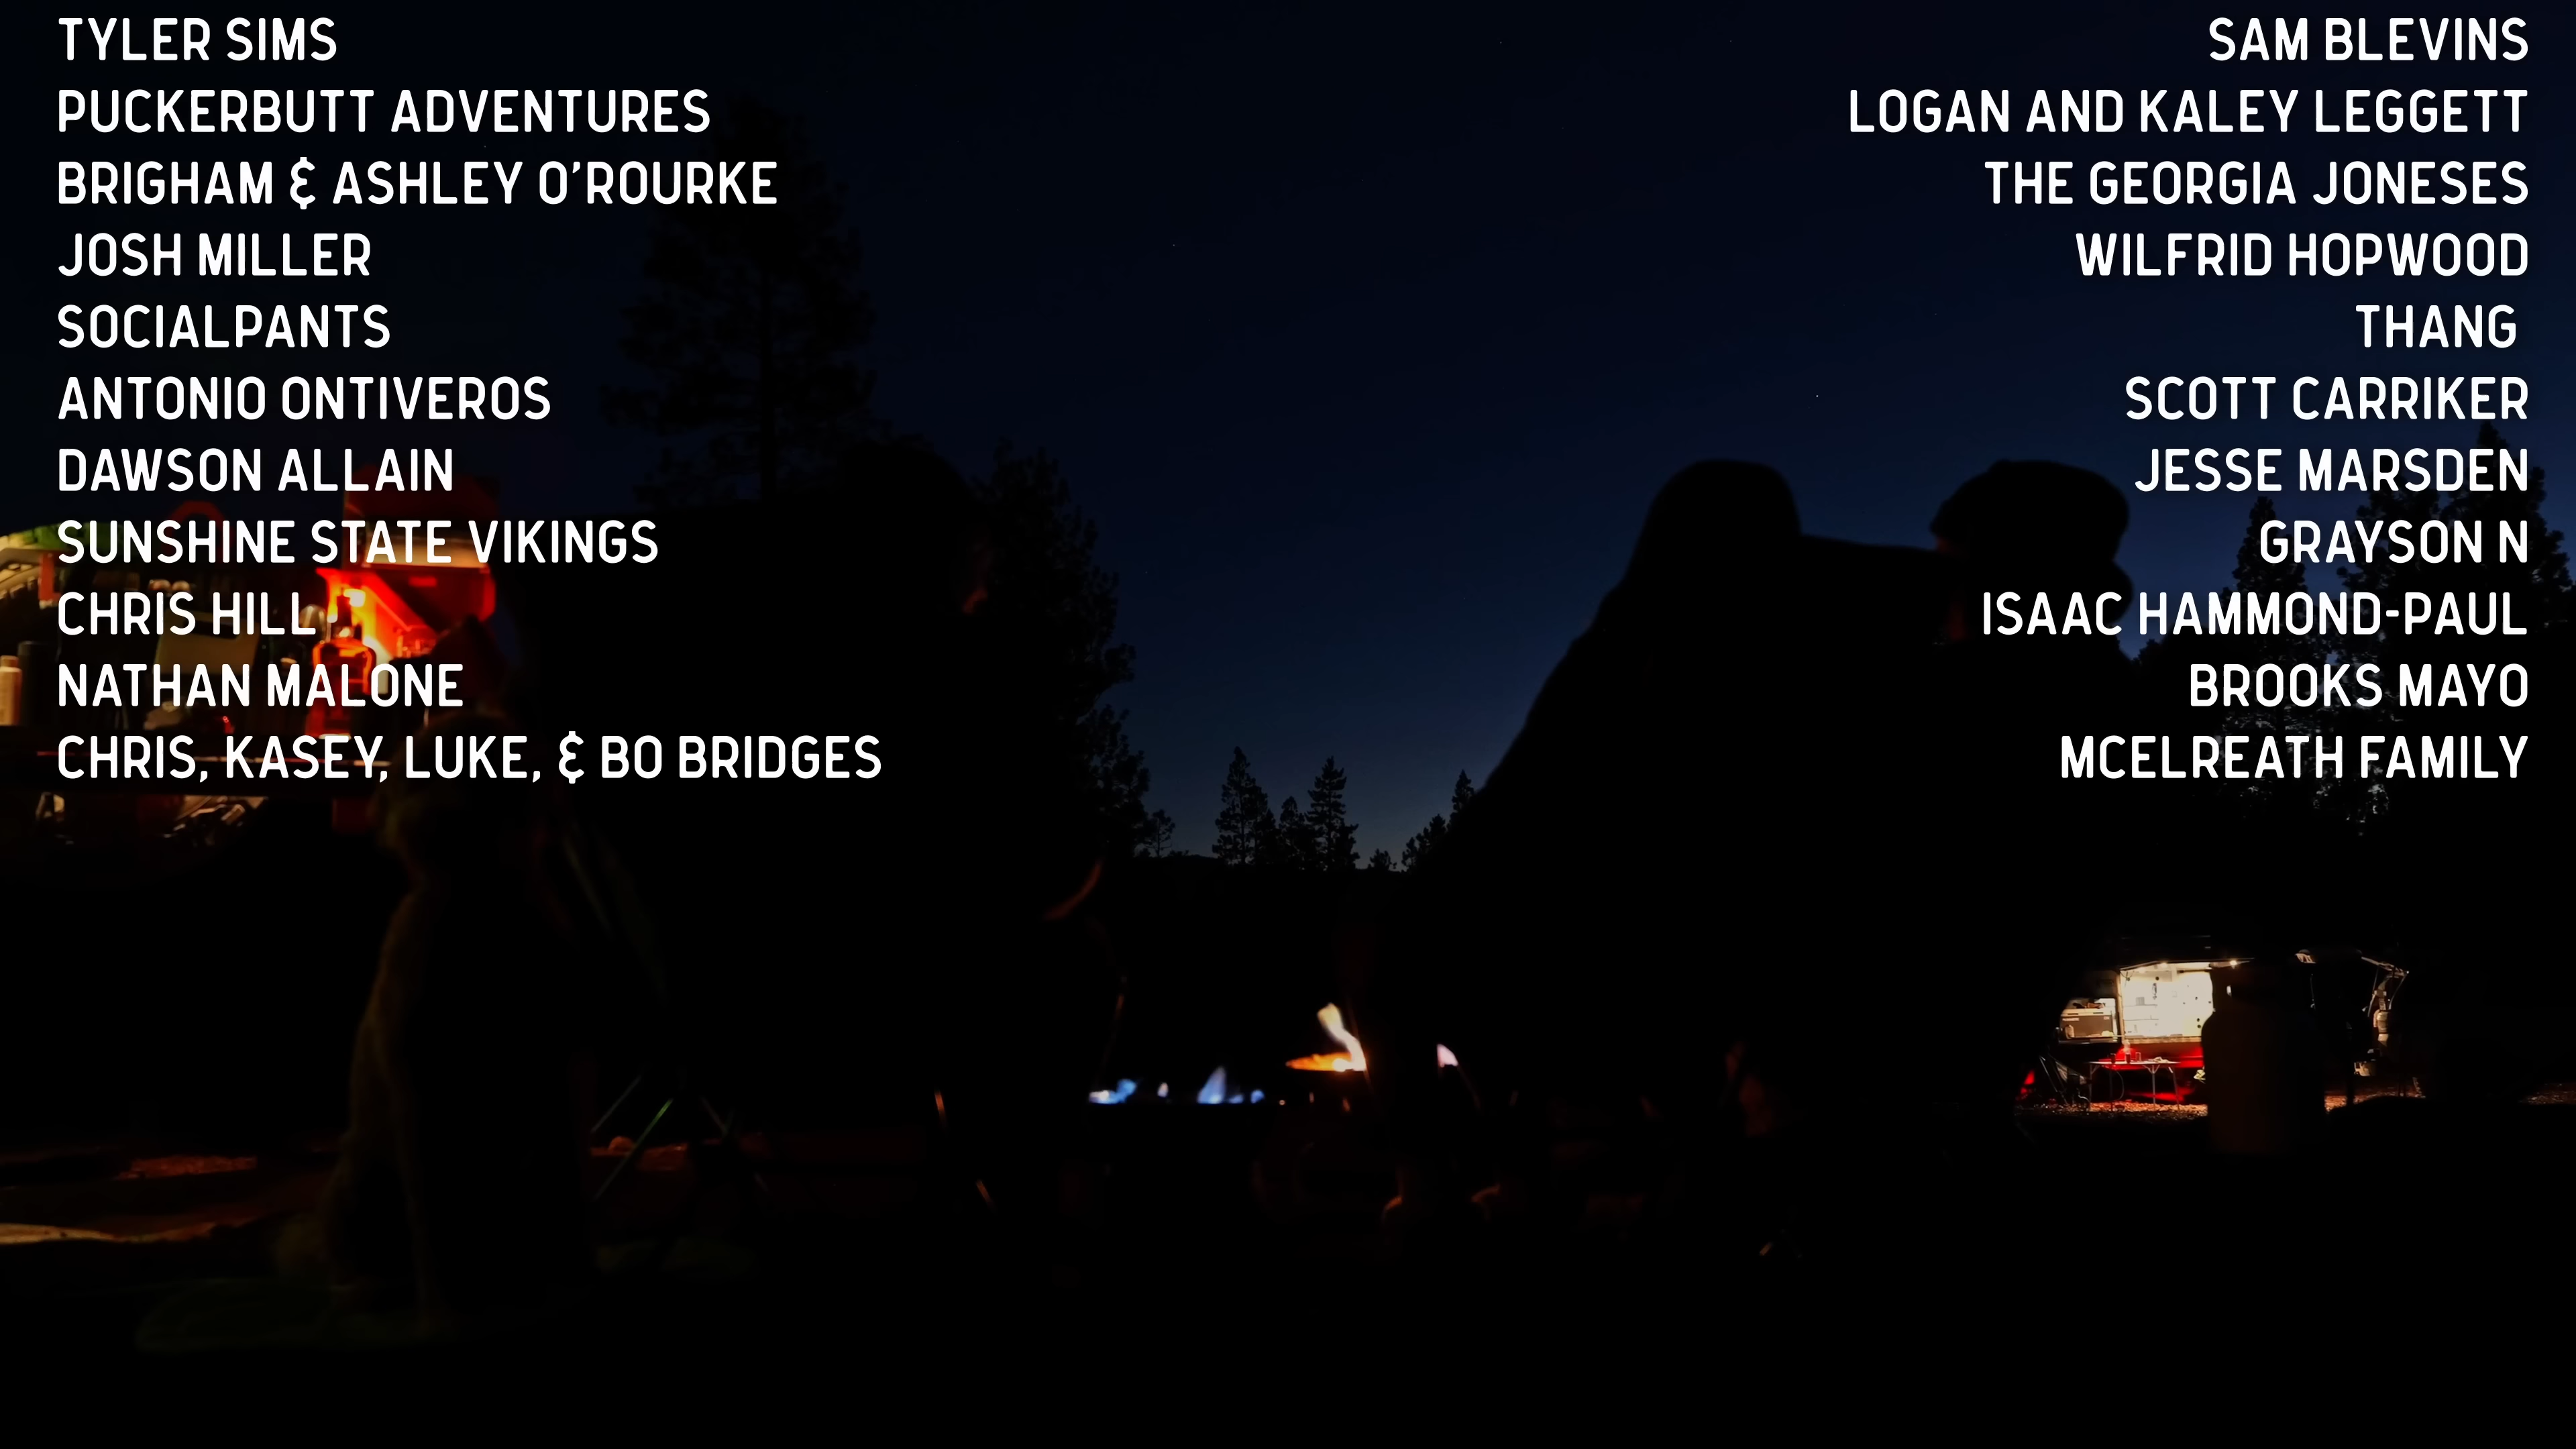 TYLER SIMS
PUCKERBUTT ADVENTURES
BRIGHAM & ASHLEY O'ROURKE
JOSH MILLER
SOCIALPANTS
ANTONIO ONTIVEROS
DAWSON ALLAIN
SUNSHINE STATE VIKINGS
CHRIS HILL
NATHAN MALONE
CHRIS, KASEY, LUKE, & BO BRIDGES
SAM BLEVINS
LOGAN AND KALEY LEGGETT
THE GEORGIA JONESES
WILFRID HOPWOOD
THANG
SCOTT CARRIKER
JESSE MARSDEN
GRAYSON N
ISAAC HAMMOND-PAUL
BROOKS MAYO
MCELREATH FAMILY